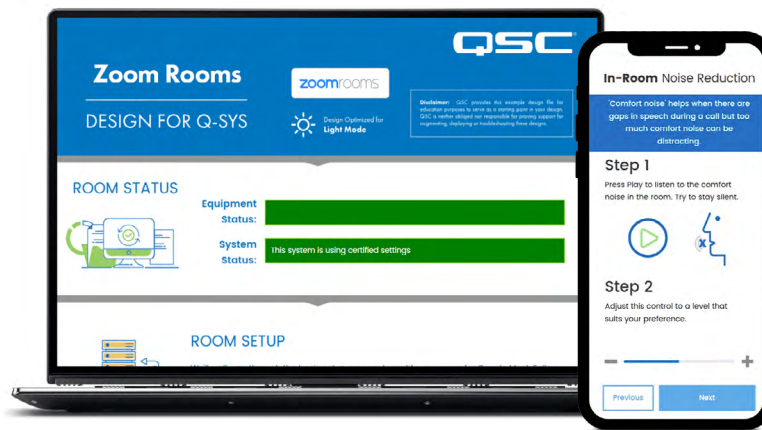 QSC
Zoom Rooms
DESIGN FOR Q-SYS
zoomrooms
Design Optimized for
Light Mode
Disclaimer: QSC provides this example design file for
education purposes to serve as a starting point in your design.
QSC is neither obliged nor responsible for proving support for
augmenting, deploying or troubleshooting these designs.
ROOM STATUS
Equipment
Status:
System
Status:
This system is using certified settings
ROOM SETUP
In-Room Noise Reduction
'Comfort noise' helps when there are
gaps in speech during a call but too
much comfort noise can be
distracting.
Step 1
Press Play to listen to the comfort
noise in the room. Try to stay silent.
Step 2
Adjust this control to a level that
suits your preference.
Previous
Next